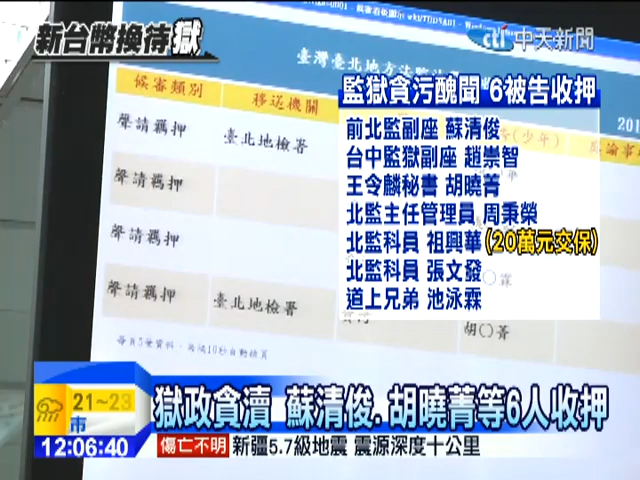 新台幣換待獄
cti 中天新聞
臺灣臺北地方法
候審類別 移送機關
聲請羈押 臺北地檢署
聲請羈押
聲請羈押
聲請羈押 臺北地檢署
胡○菁
監獄貪污醜聞 6被告收押
前北監副座 蘇清俊
台中監獄副座 趙崇智
王令麟秘書 胡曉菁
北監主任管理員 周秉榮
北監科員 祖興華(20萬元交保)
北監科員 張文發
道上兄弟 池泳霖
獄政貪瀆 蘇清俊.胡曉菁等6人收押
21~23
市
12:06:40
傷亡不明 新疆5.7級地震 震源深度十公里